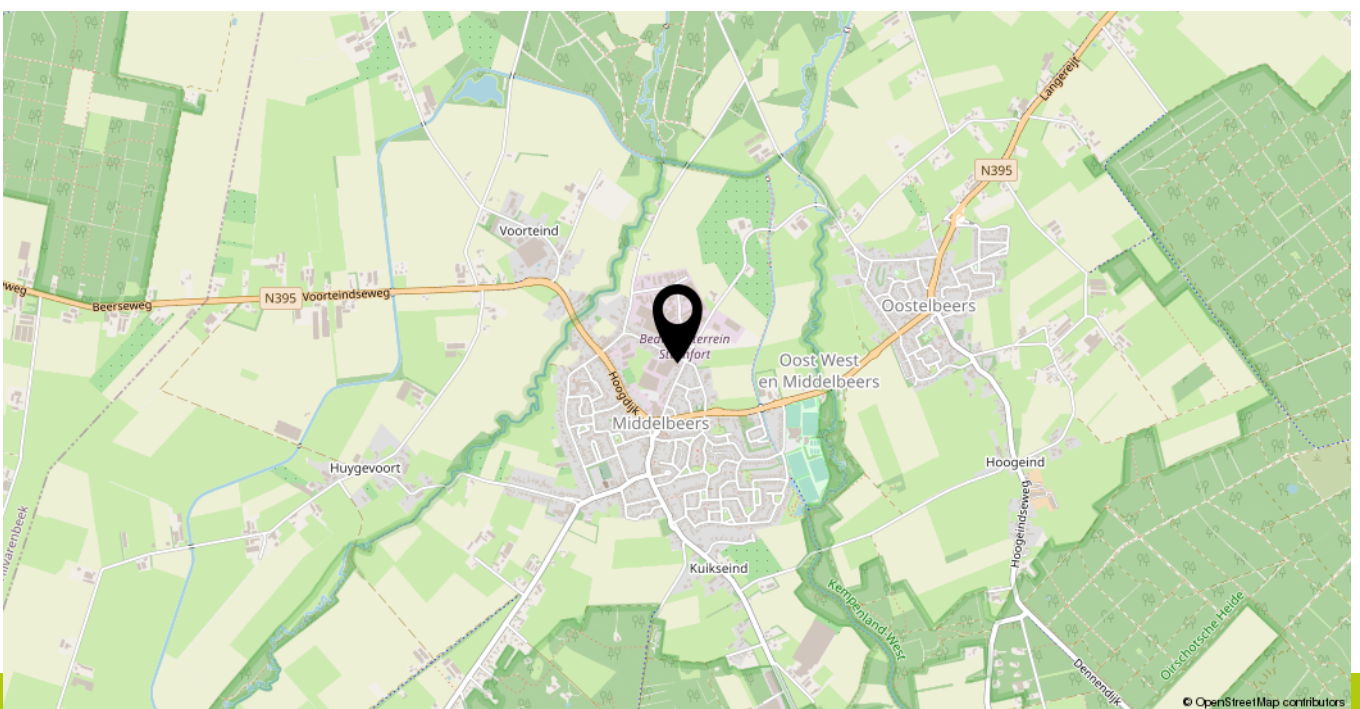 Langereijt
N395
Voorteind
N395
Voorteindseweg
Beerseweg
Oostelbeers
Oost West
en Middelbeers
Hoogdijk
Middelbeers
Huygevoort
Hoogeind
Hoogeindseweg
Kuikseind
Kempenland-West
Oirschotsche Heide
Dennendijk
© OpenStreetMap contributors